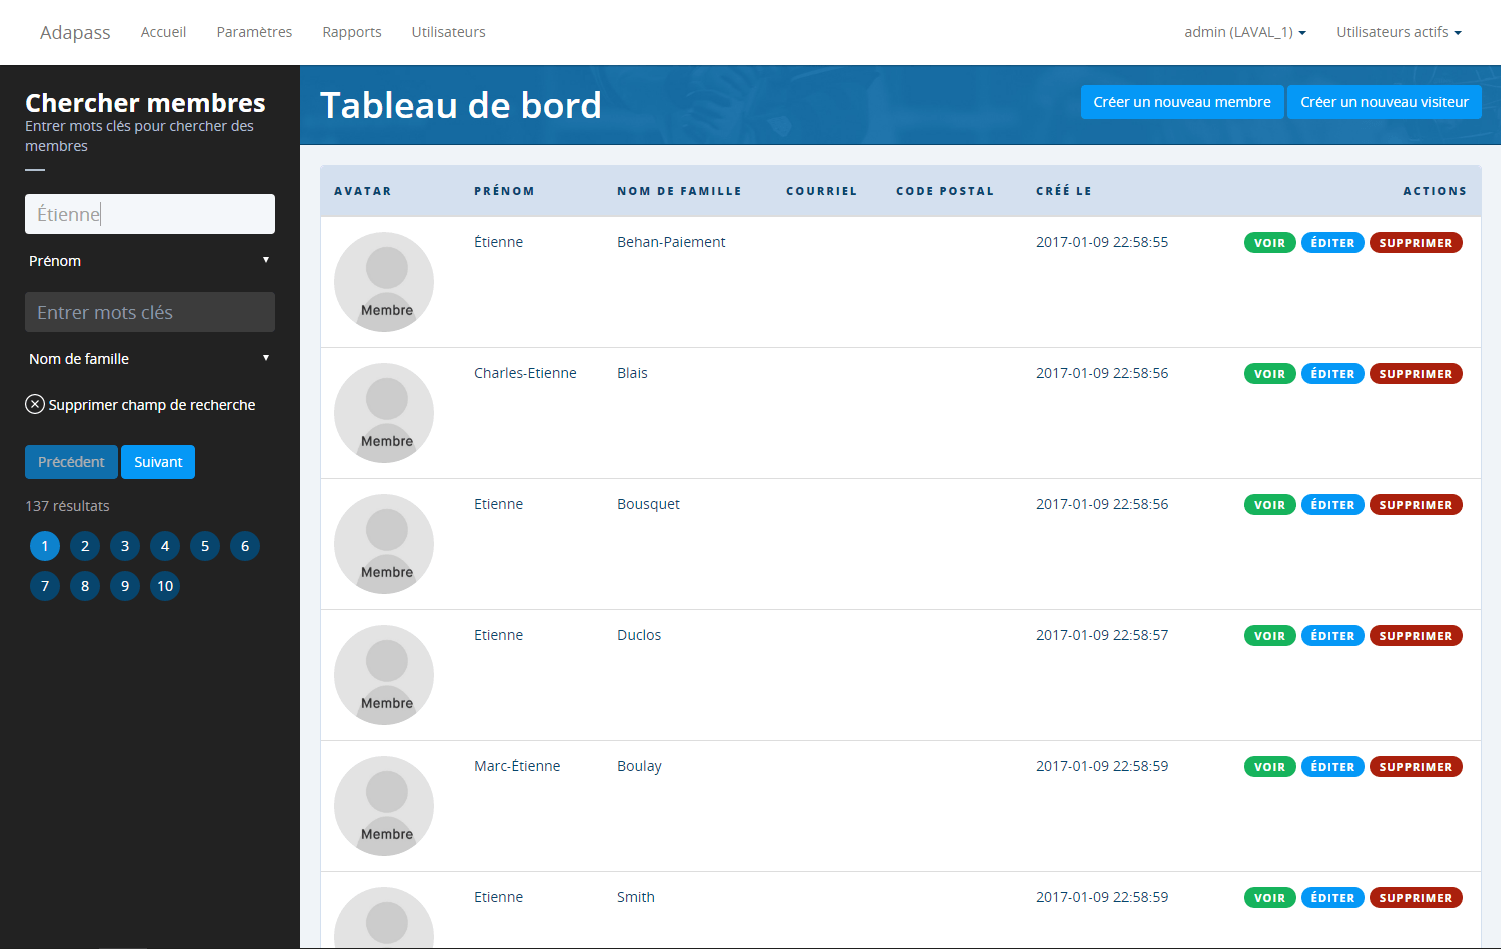 Adapass Accueil Paramètres Rapports Utilisateurs admin (LAVAL_1) Utilisateurs actifs
Chercher membres
Entrer mots clés pour chercher des
membres
Étienne
Prénom
Entrer mots clés
Nom de famille
Supprimer champ de recherche
Précédent Suivant
137 résultats
1 2 3 4 5 6
7 8 9 10
Tableau de bord Créer un nouveau membre Créer un nouveau visiteur
AVATAR PRÉNOM NOM DE FAMILLE COURRIEL CODE POSTAL CRÉÉ LE ACTIONS
Étienne Behan-Paiement 2017-01-09 22:58:55 VOIR ÉDITER SUPPRIMER
Membre
Charles-Etienne Blais 2017-01-09 22:58:56 VOIR ÉDITER SUPPRIMER
Membre
Etienne Bousquet 2017-01-09 22:58:56 VOIR ÉDITER SUPPRIMER
Membre
Etienne Duclos 2017-01-09 22:58:57 VOIR ÉDITER SUPPRIMER
Membre
Marc-Étienne Boulay 2017-01-09 22:58:59 VOIR ÉDITER SUPPRIMER
Membre
Etienne Smith 2017-01-09 22:58:59 VOIR ÉDITER SUPPRIMER